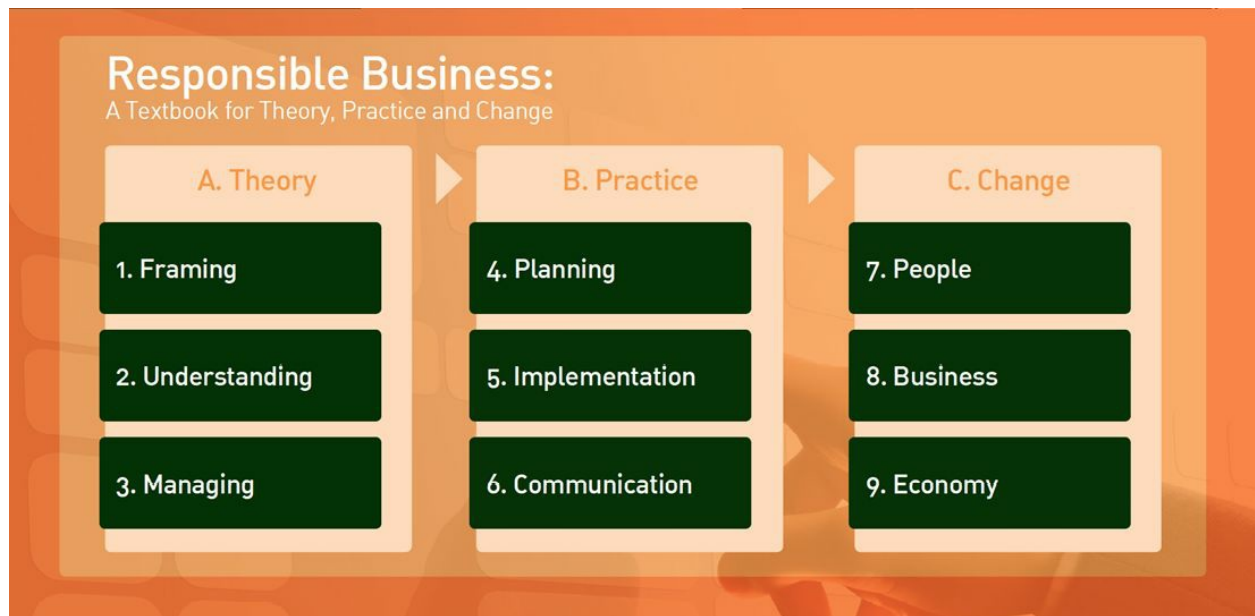 Responsible Business:
A Textbook for Theory, Practice and Change
A. Theory
1. Framing
2. Understanding
3. Managing
B. Practice
4. Planning
5. Implementation
6. Communication
C. Change
7. People
8. Business
9. Economy